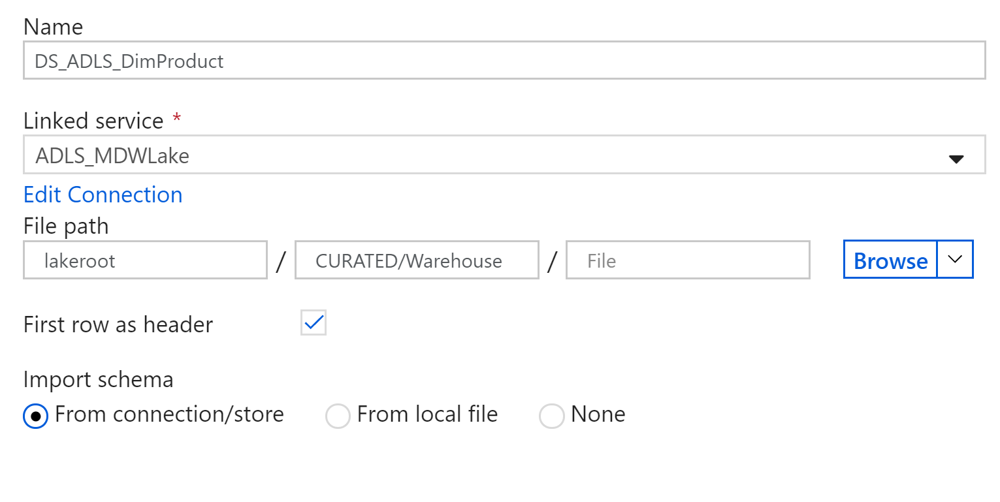 Name
DS_ADLS_DimProduct
Linked service *
ADLS_MDWLake
Edit Connection
File path
lakeroot / CURATED/Warehouse / File Browse
First row as header
Import schema
From connection/store From local file None